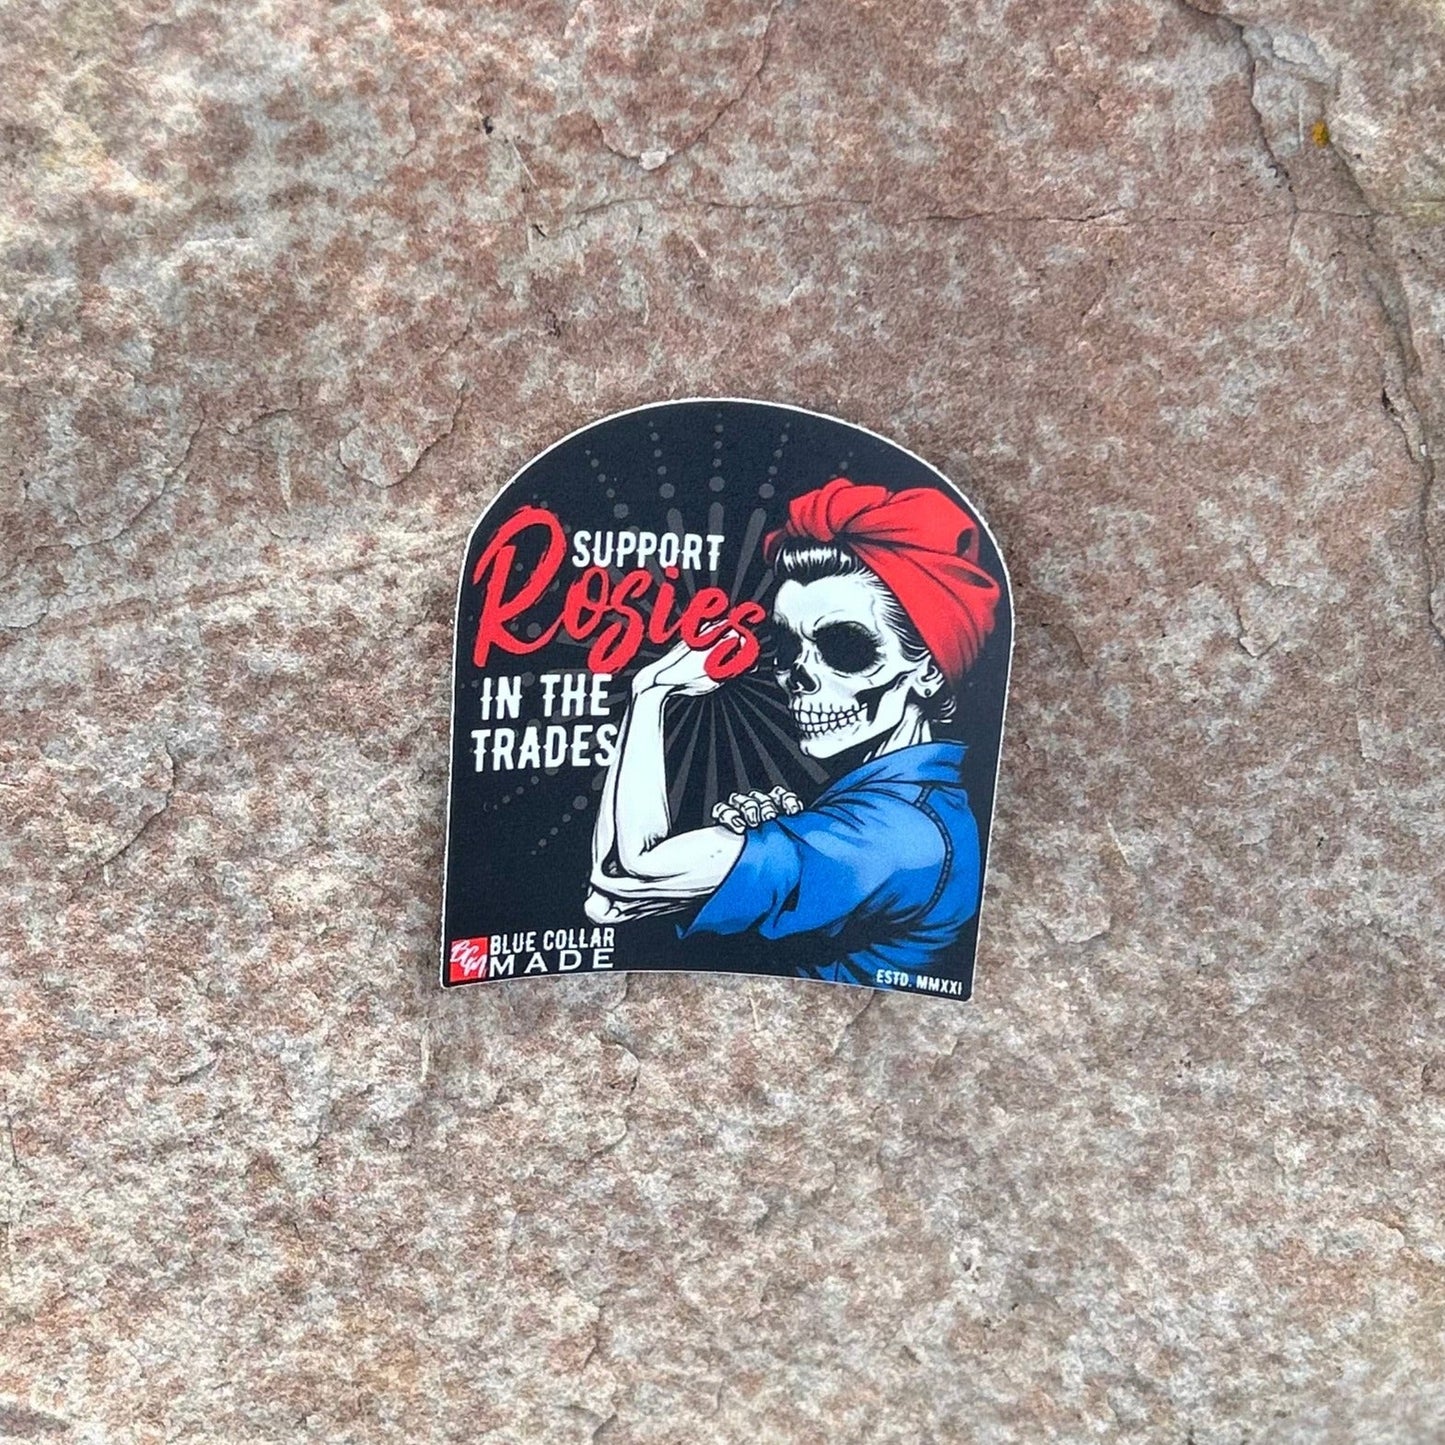 SUPPORT
Rosies
IN THE
TRADES
BCM
BLUE COLLAR
MADE
ESTD. MMXXI